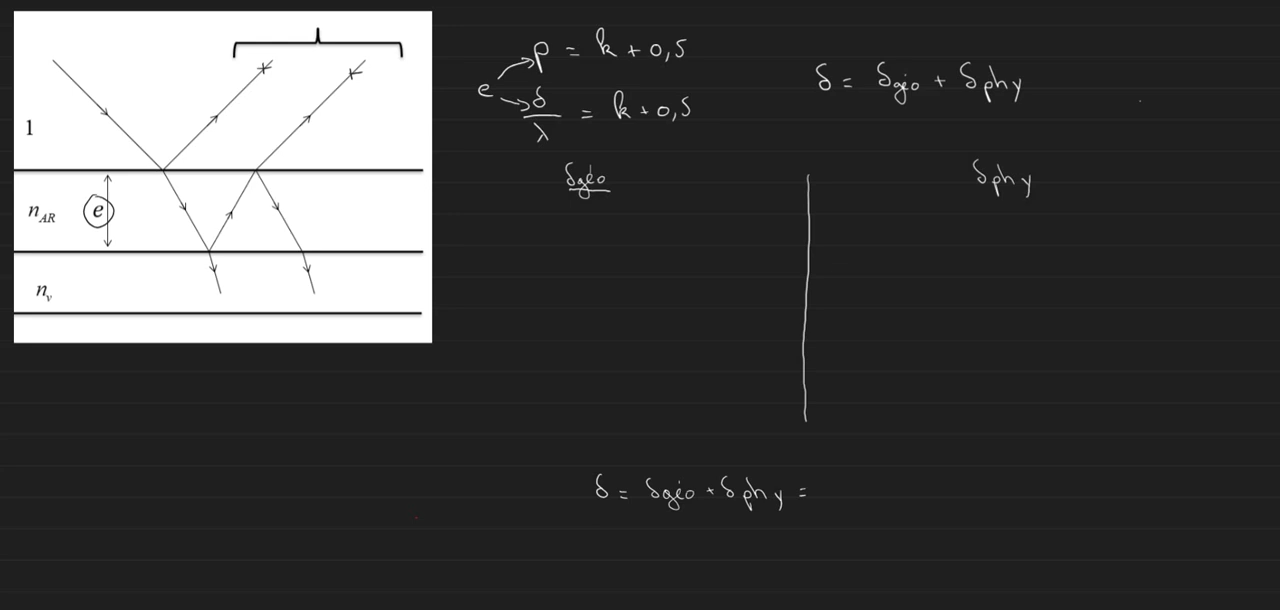 p = k + 0,5
e
δ/λ = k + 0,5
δ = δgéo + δphy
1
n_AR
e
n_v
δgéo
δphy
δ = δgéo + δphy =